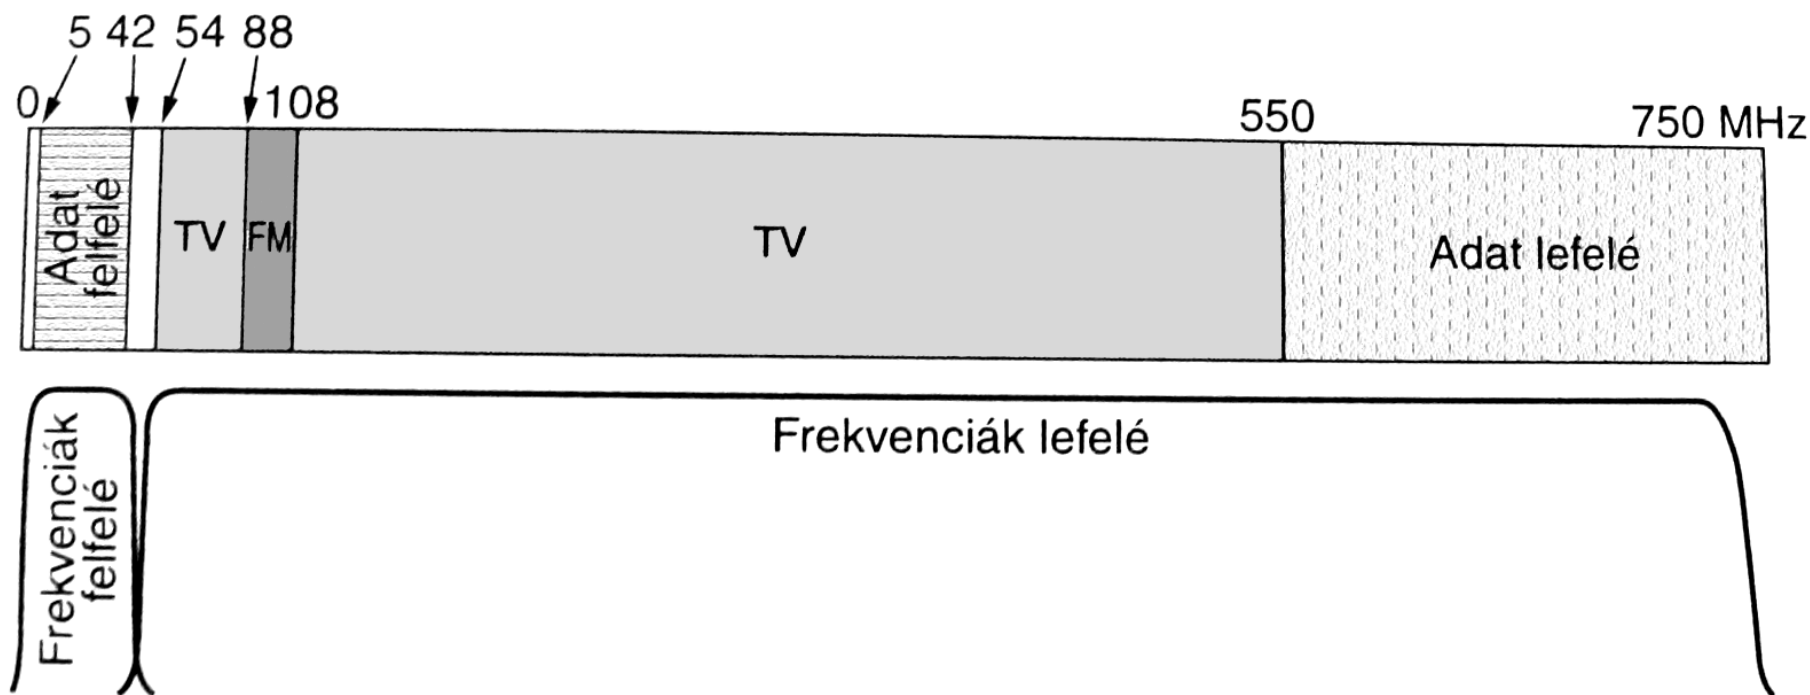 5 42 54 88
0 108 550 750 MHz
Adat
felfelé
TV FM TV Adat lefelé
Frekvenciák
felfelé
Frekvenciák lefelé